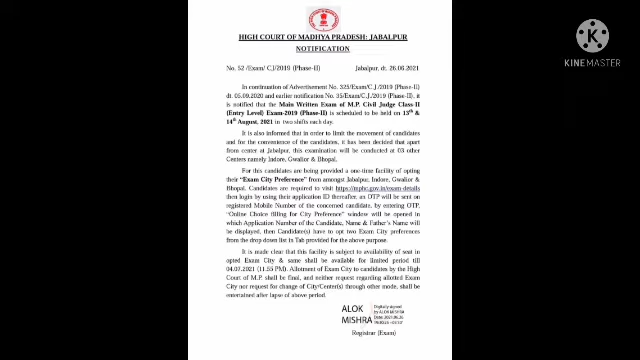 HIGH COURT OF MADHYA PRADESH: JABALPUR
NOTIFICATION
No. 52 /Exam/ C.J/2019 (Phase-II) Jabalpur, dt. 26.06.2021
In continuation of Advertisement No. 325/Exam/C.J/2019 (Phase-II)
dt. 05.09.2020 and earlier notification No. 35/Exam/C.J/2019 (Phase-II), it
is notified that the Main Written Exam of M.P. Civil Judge Class-II
(Entry Level) Exam-2019 (Phase-II) is scheduled to be held on 13th &
14th August, 2021 in two shifts each day.
It is also informed that in order to limit the movement of candidates and
for the convenience of the candidates, it has been decided that apart
from center at Jabalpur, this examination will be conducted at 03 other
Centers namely Indore, Gwalior & Bhopal.
For this candidates are being provided a one-time facility of opting
their "Exam City Preference" from amongst Jabalpur, Indore, Gwalior &
Bhopal. Candidates are required to visit https://mphc.gov.in/exam-details
then login by using their application ID thereafter, an OTP will be sent on
registered Mobile Number of the concerned candidate, by entering OTP,
"Online Choice filling for City Preference" window will be opened in
which Application Number of the Candidate, Name & Father's Name
will be displayed, then Candidate(s) have to opt two Exam City preferences
from the drop down list in Tab provided for the above purpose.
It is made clear that this facility is subject to availability of seat in
opted Exam City & same shall be available for limited period till
04.07.2021 (11.55 PM). Allotment of Exam City to candidates by the High
Court of M.P. shall be final, and neither request regarding allotted Exam
City nor request for change of City/Center(s) through other mode, shall be
entertained after lapse of above period.
ALOK
MISHRA
Digitally signed
by ALOK MISHRA
Date: 2021.06.26
Registrar (Exam)
KINEMASTER